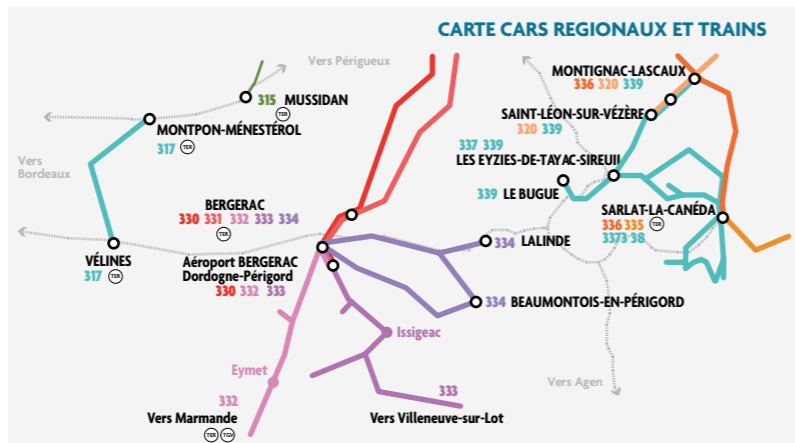 CARTE CARS REGIONAUX ET TRAINS
Vers Périgueux
MONTIGNAC-LASCAUX
336 320 339
315 MUSSIDAN
TER
SAINT-LÉON-SUR-VÉZÈRE
320 339
MONTPON-MÉNESTÉROL
317 TER
337 339
LES EYZIES-DE-TAYAC-SIREUIL
Vers
Bordeaux
339 LE BUGUE
BERGERAC
330 331 332 333 334
TER
SARLAT-LA-CANÉDA
336 335 TER
3373 38
334 LALINDE
VÉLINES
317 TER
Aéroport BERGERAC
Dordogne-Périgord
330 332 333
334 BEAUMONTOIS-EN-PÉRIGORD
Issigeac
Eymet
Vers Agen
332
333
Vers Marmande
TER TGV
Vers Villeneuve-sur-Lot